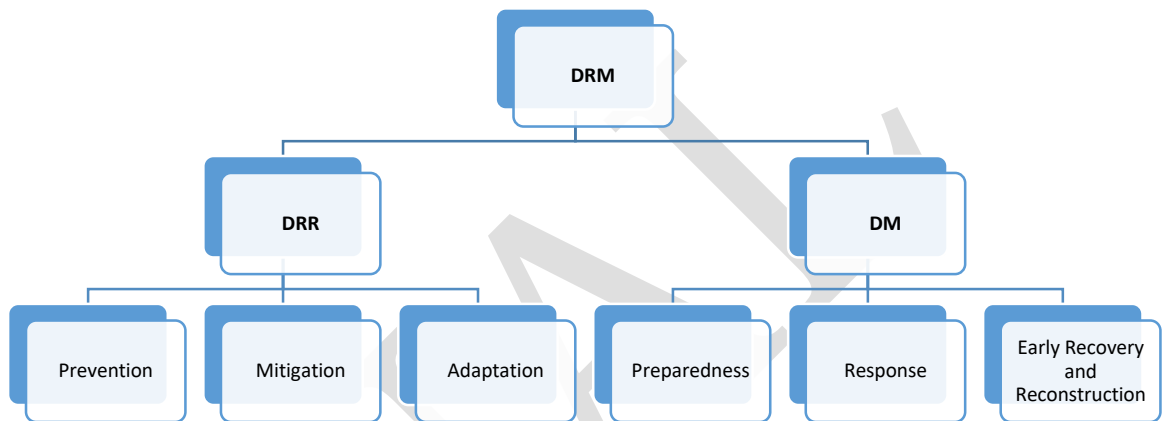 DRM
DRR
DM
Prevention
Mitigation
Adaptation
Preparedness
Response
Early Recovery
and
Reconstruction